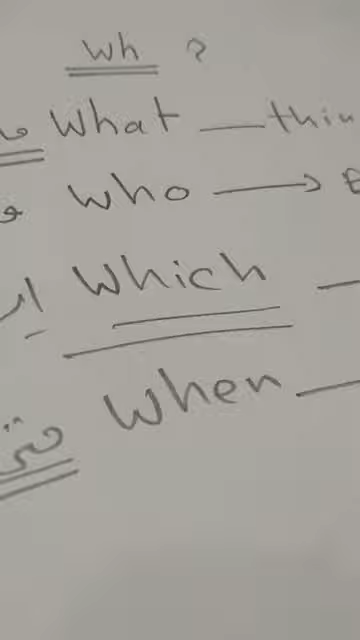 Wh ?
What — thin
Who → E
Which —
متى When —